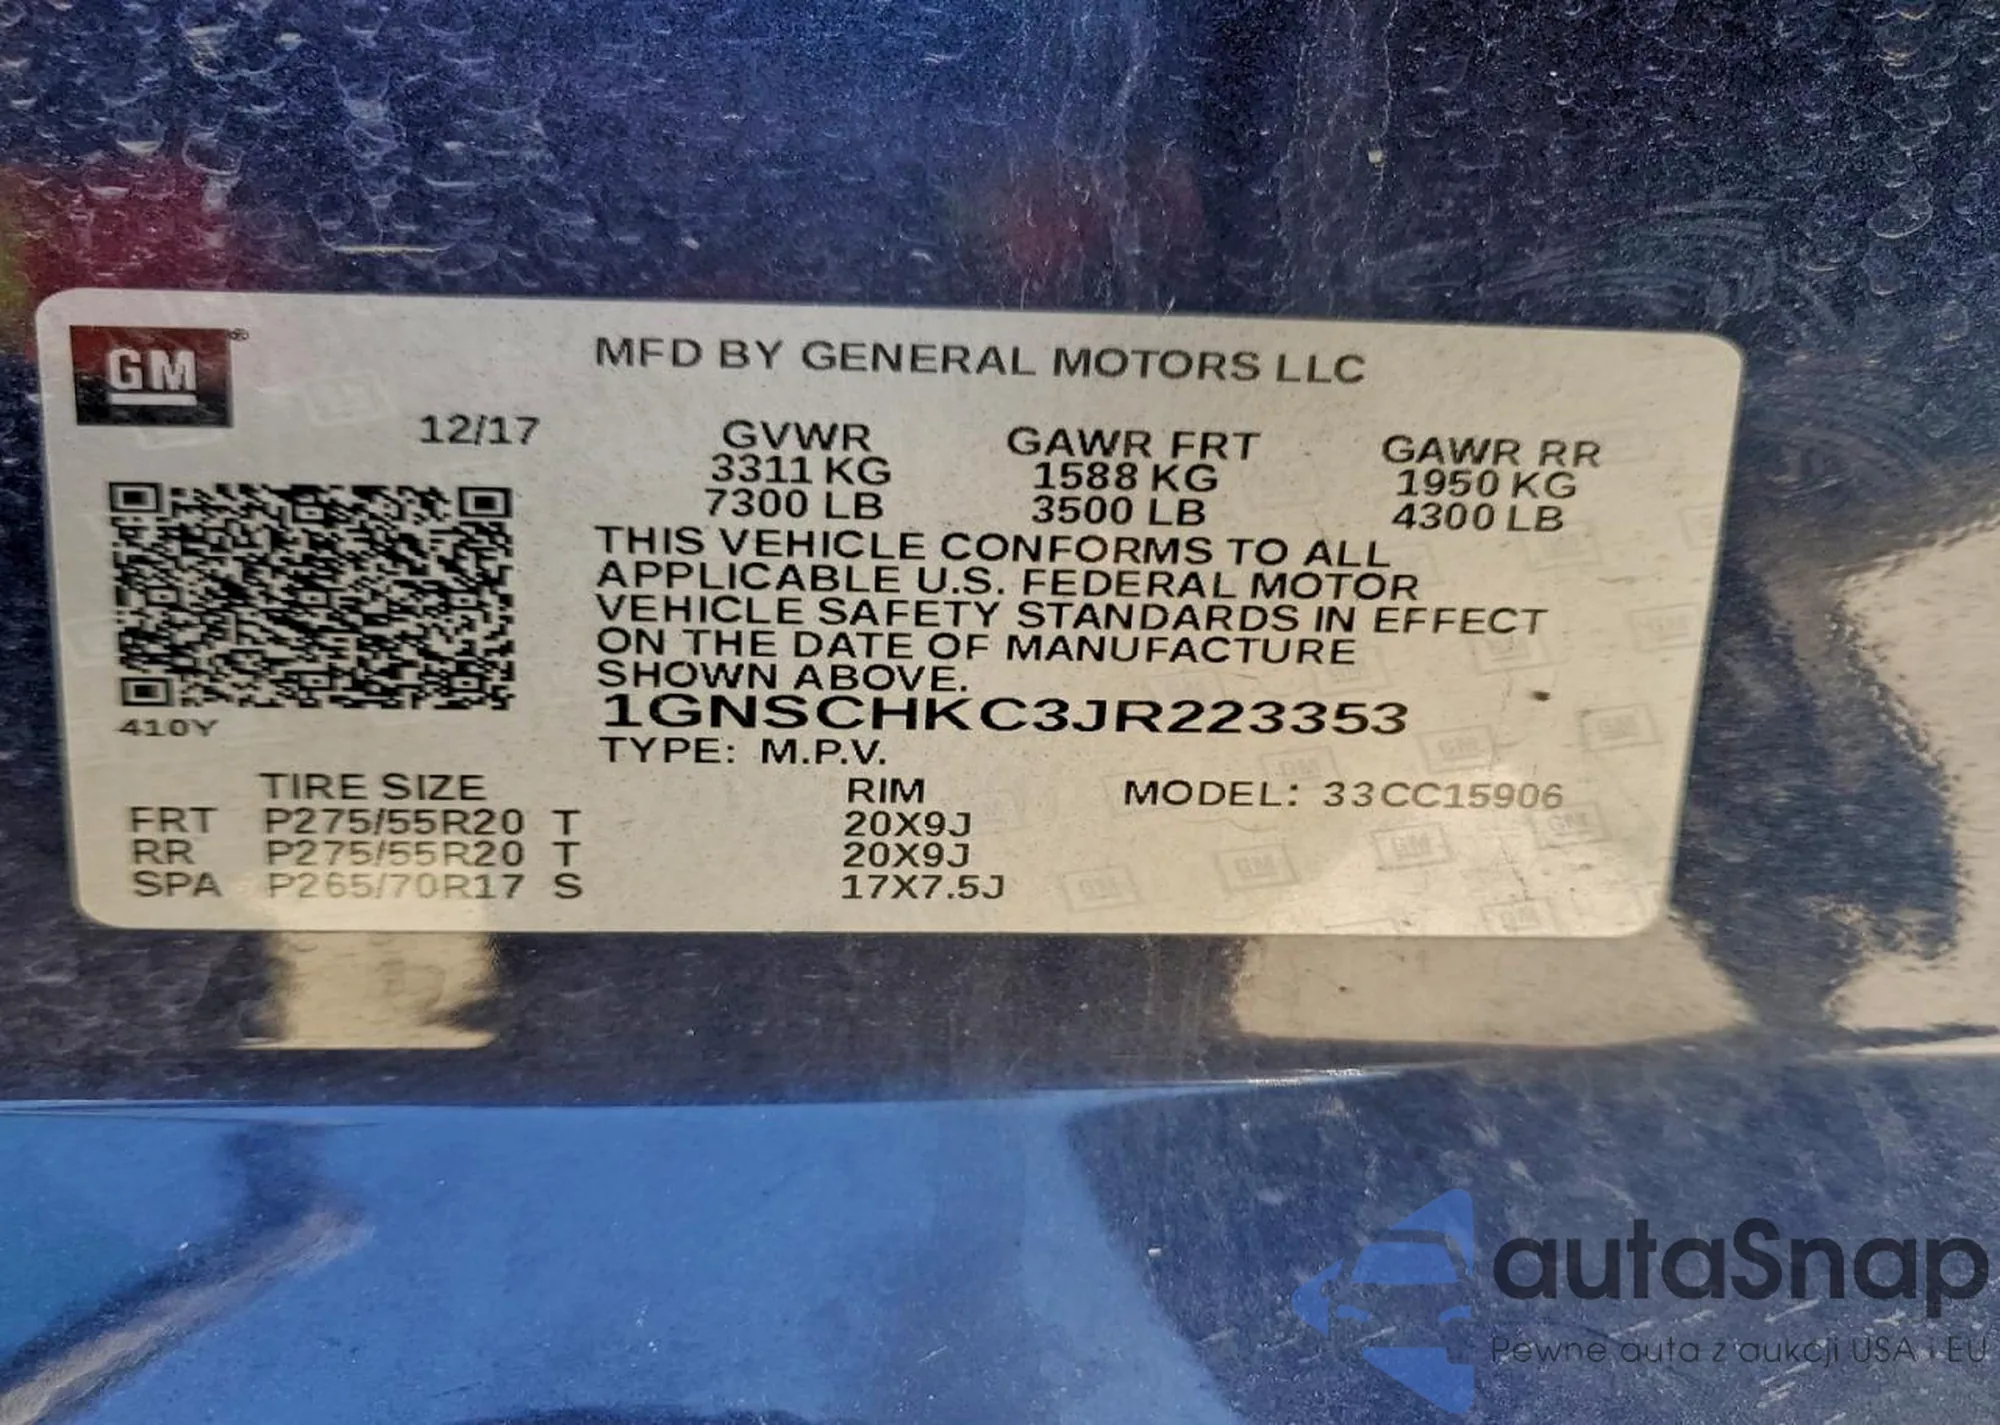 GM ®
MFD BY GENERAL MOTORS LLC
12/17
GVWR GAWR FRT GAWR RR
3311 KG 1588 KG 1950 KG
7300 LB 3500 LB 4300 LB
THIS VEHICLE CONFORMS TO ALL
APPLICABLE U.S. FEDERAL MOTOR
VEHICLE SAFETY STANDARDS IN EFFECT
ON THE DATE OF MANUFACTURE
SHOWN ABOVE.
1GNSCHKC3JR223353
410Y
TYPE: M.P.V.
TIRE SIZE RIM MODEL: 33CC15906
FRT P275/55R20 T 20X9J
RR P275/55R20 T 20X9J
SPA P265/70R17 S 17X7.5J
autaSnap
Pewne auta z aukcji USA i EU